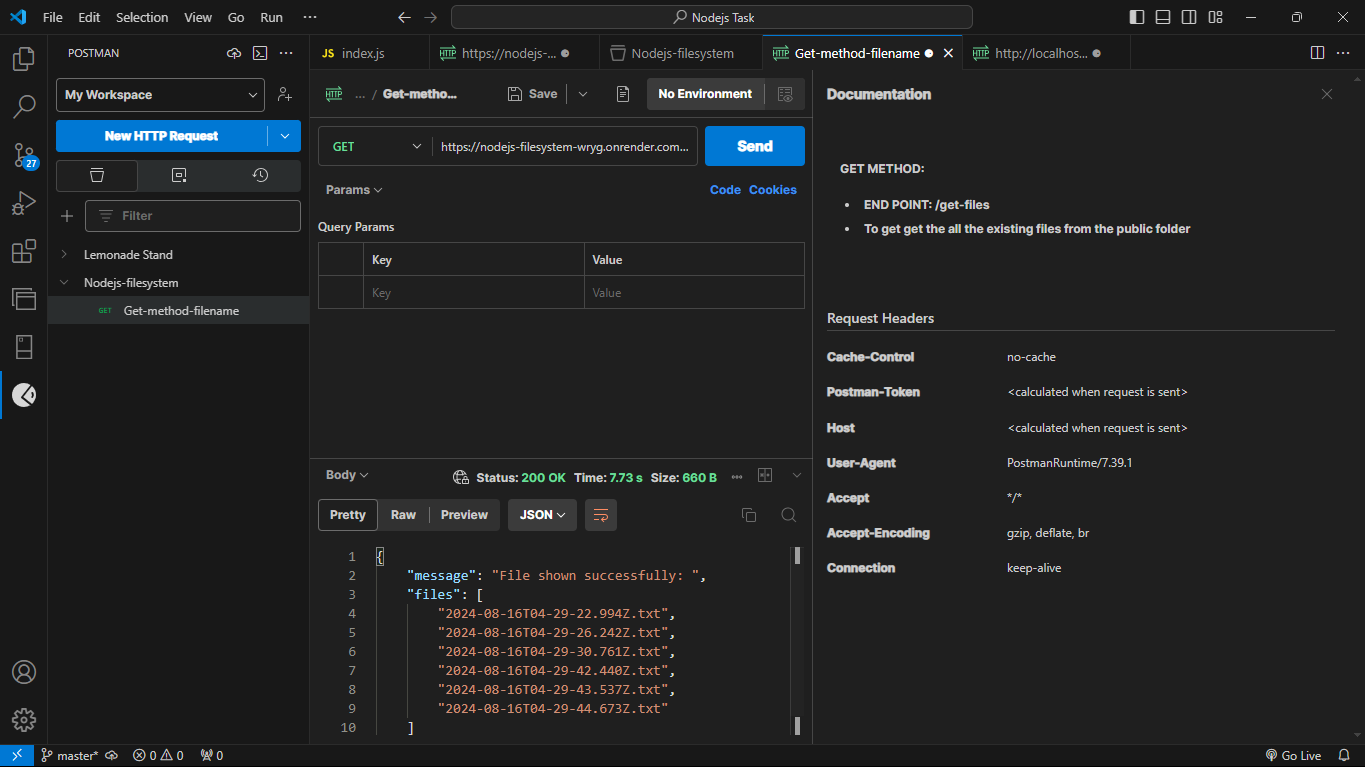 File Edit Selection View Go Run ··· Nodejs Task
POSTMAN
JS index.js
HTTP https://nodejs-...
Nodejs-filesystem
HTTP Get-method-filename
HTTP http://localhos...
My Workspace
New HTTP Request
Filter
Lemonade Stand
Nodejs-filesystem
GET Get-method-filename
27
HTTP ... / Get-metho... Save No Environment
GET https://nodejs-filesystem-wryg.onrender.com... Send
Params Code Cookies
Query Params
Key Value
Key Value
Body Status: 200 OK Time: 7.73 s Size: 660 B
Pretty Raw Preview JSON
1 {
2 "message": "File shown successfully: ",
3 "files": [
4 "2024-08-16T04-29-22.994Z.txt",
5 "2024-08-16T04-29-26.242Z.txt",
6 "2024-08-16T04-29-30.761Z.txt",
7 "2024-08-16T04-29-42.440Z.txt",
8 "2024-08-16T04-29-43.537Z.txt",
9 "2024-08-16T04-29-44.673Z.txt"
10 ]
Documentation
GET METHOD:
• END POINT: /get-files
• To get get the all the existing files from the public folder
Request Headers
Cache-Control no-cache
Postman-Token <calculated when request is sent>
Host <calculated when request is sent>
User-Agent PostmanRuntime/7.39.1
Accept */*
Accept-Encoding gzip, deflate, br
Connection keep-alive
master* 0 0 0 Go Live